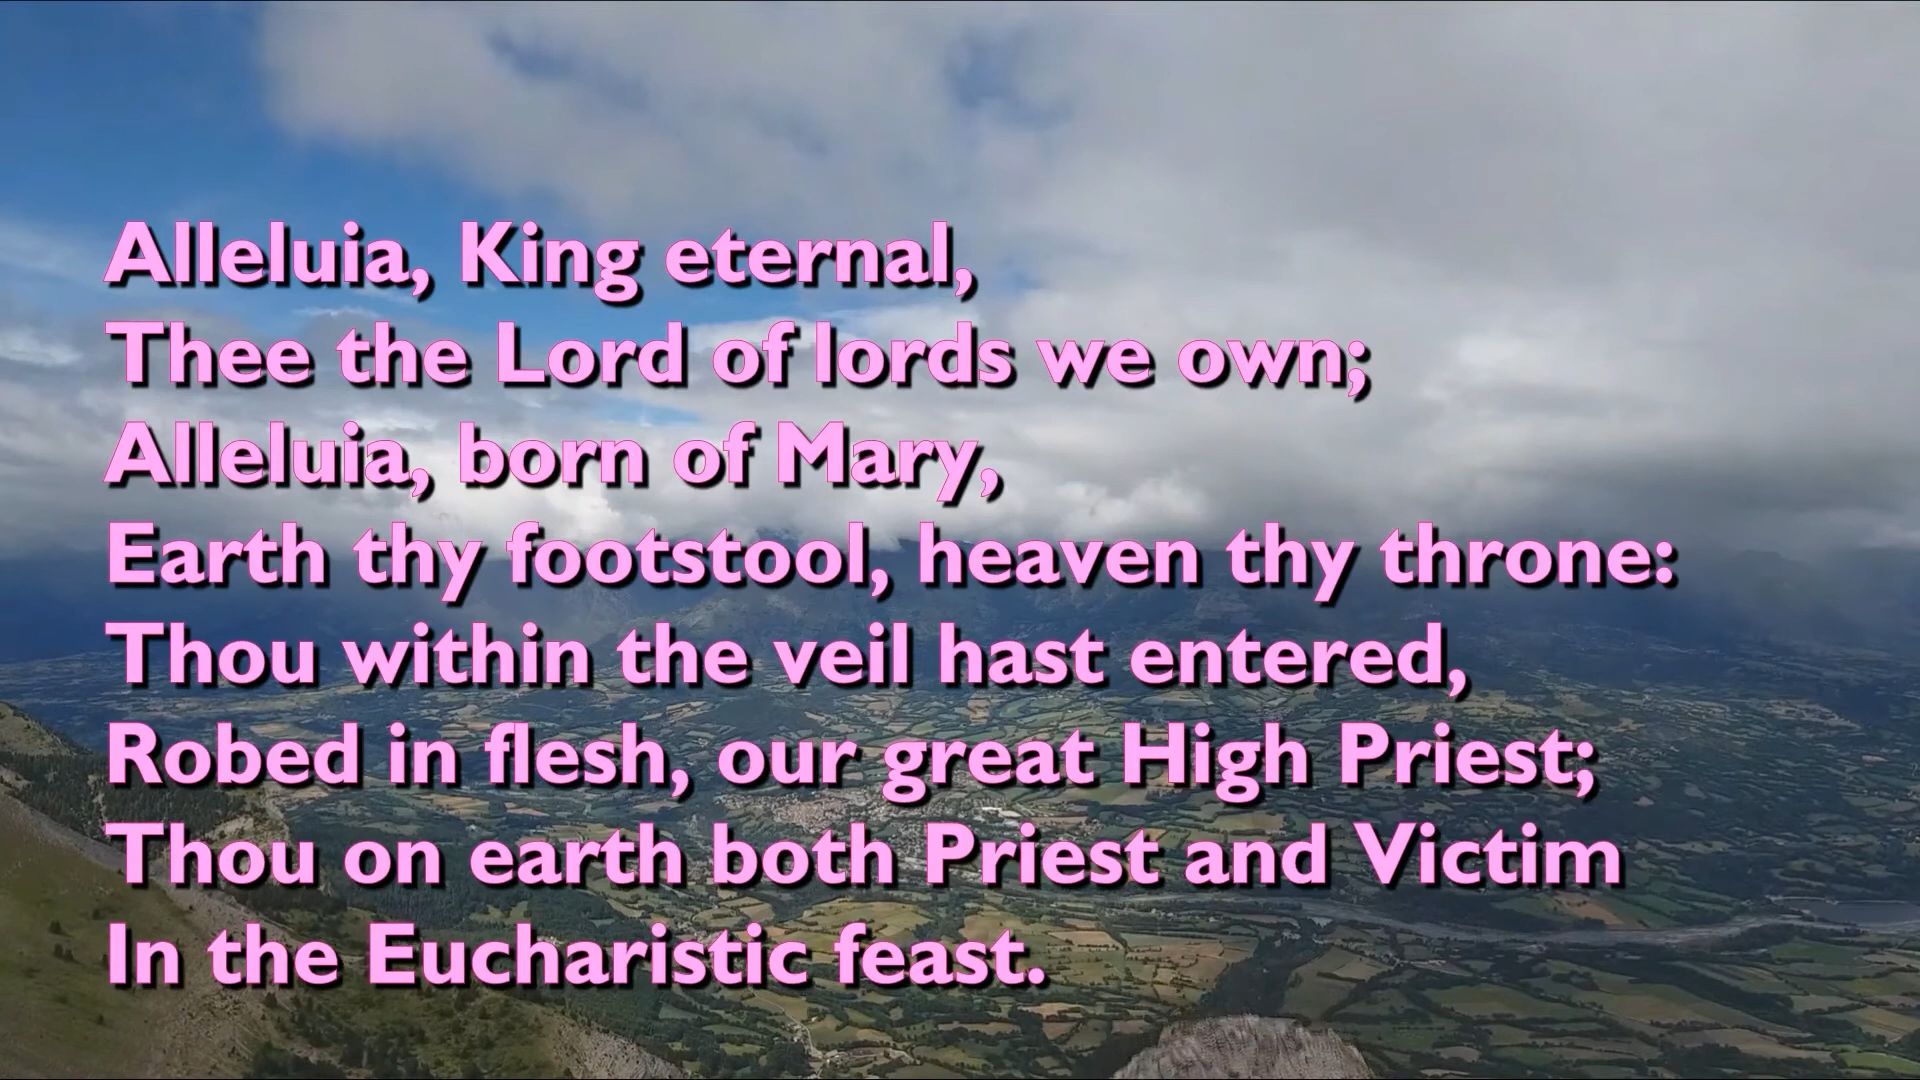 Alleluia, King eternal,
Thee the Lord of lords we own;
Alleluia, born of Mary,
Earth thy footstool, heaven thy throne:
Thou within the veil hast entered,
Robed in flesh, our great High Priest;
Thou on earth both Priest and Victim
In the Eucharistic feast.